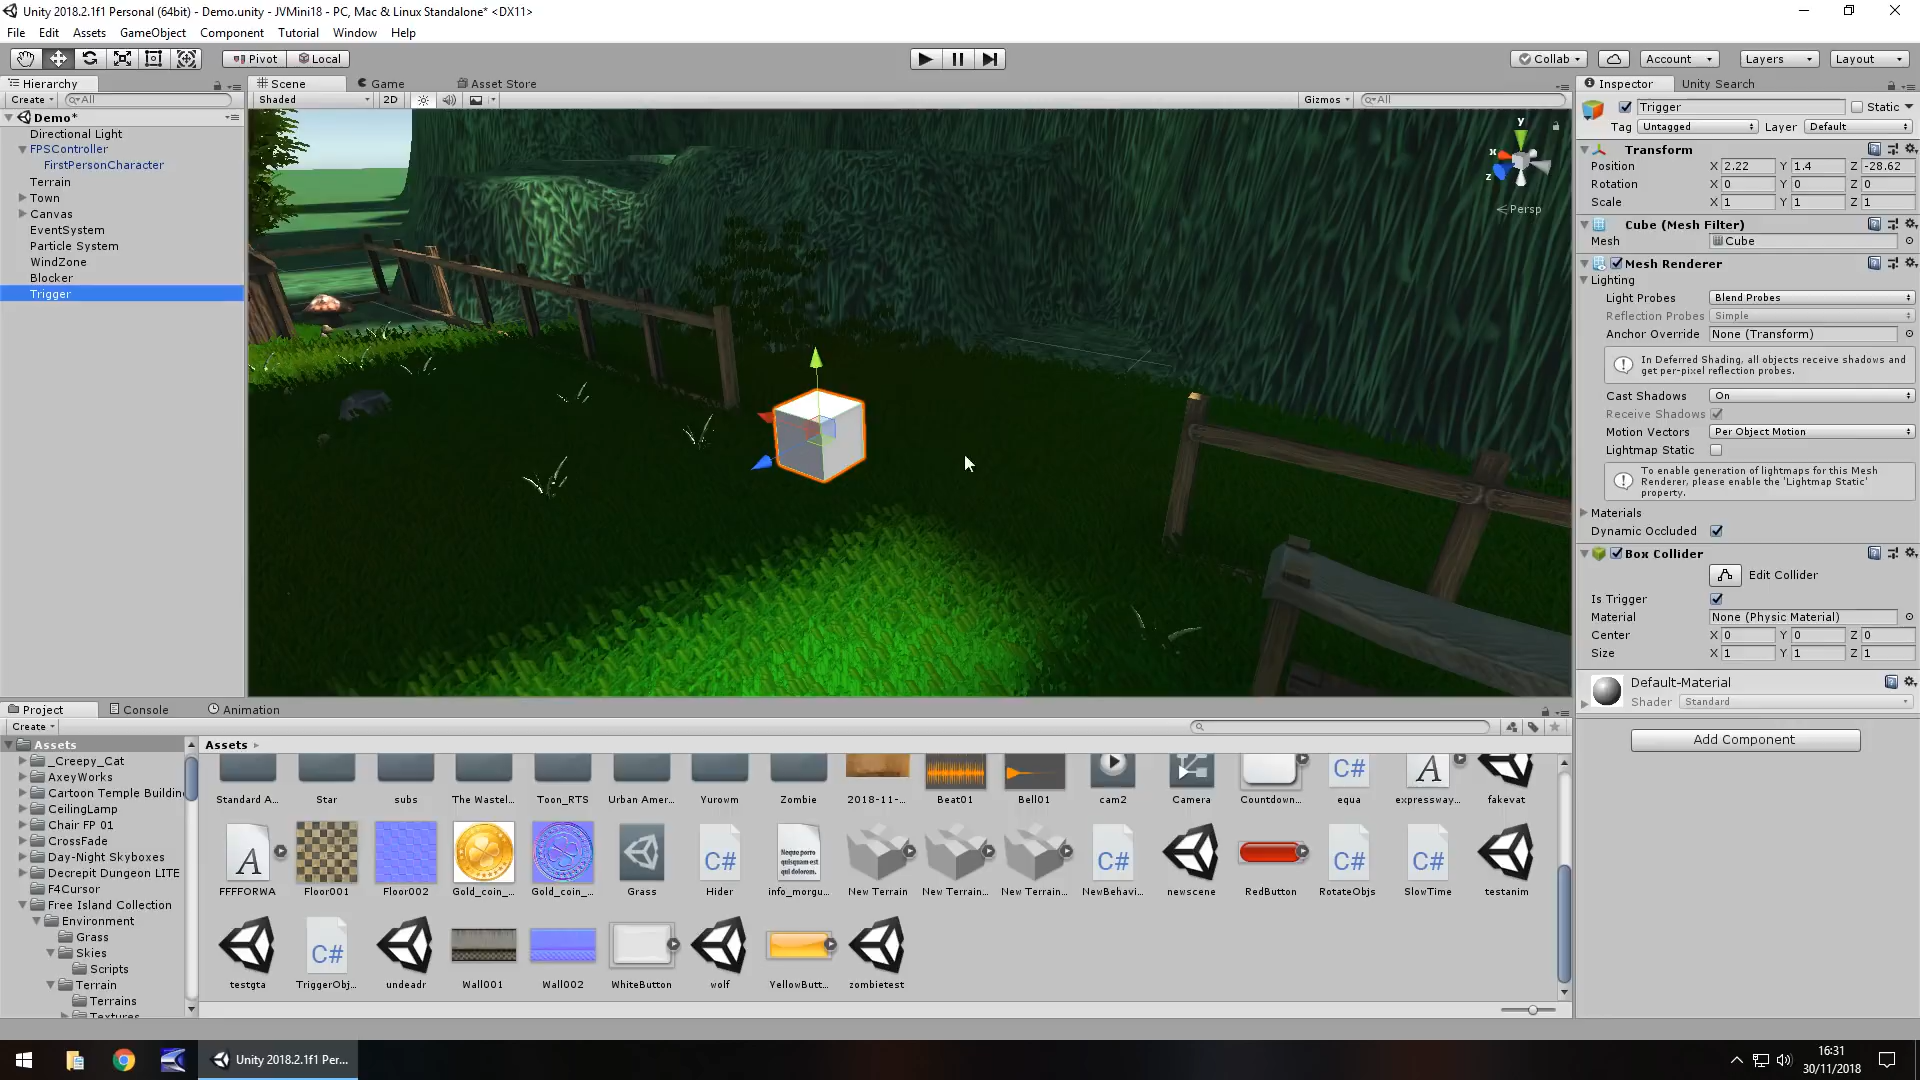 Unity 2018.2.1f1 Personal (64bit) - Demo.unity - JVMini18 - PC, Mac & Linux Standalone* <DX11>
File Edit Assets GameObject Component Tutorial Window Help
Pivot Local Collab Account Layers Layout
Hierarchy
Create All
Demo*
Directional Light
FPSController
FirstPersonCharacter
Terrain
Town
Canvas
EventSystem
Particle System
WindZone
Blocker
Trigger
Scene Game Asset Store
Shaded 2D Gizmos All
y
x
z
Persp
Inspector Unity Search
Trigger Static
Tag Untagged Layer Default
Transform
Position X 2.22 Y 1.4 Z -28.62
Rotation X 0 Y 0 Z 0
Scale X 1 Y 1 Z 1
Cube (Mesh Filter)
Mesh Cube
Mesh Renderer
Lighting
Light Probes Blend Probes
Reflection Probes Simple
Anchor Override None (Transform)
In Deferred Shading, all objects receive shadows and
get per-pixel reflection probes.
Cast Shadows On
Receive Shadows
Motion Vectors Per Object Motion
Lightmap Static
To enable generation of lightmaps for this Mesh
Renderer, please enable the 'Lightmap Static'
property.
Materials
Dynamic Occluded
Box Collider
Edit Collider
Is Trigger
Material None (Physic Material)
Center X 0 Y 0 Z 0
Size X 1 Y 1 Z 1
Default-Material
Shader Standard
Add Component
Project Console Animation
Create
Assets
_Creepy_Cat
AxeyWorks
Cartoon Temple Buildin
CeilingLamp
Chair FP 01
CrossFade
Day-Night Skyboxes
Decrepit Dungeon LITE
F4Cursor
Free Island Collection
Environment
Grass
Skies
Scripts
Terrain
Terrains
Textures
Assets
Standard A... Star subs The Wastel... Toon_RTS Urban Amer... Yurowm Zombie 2018-11-... Beat01 Bell01 cam2 Camera Countdown... equa expressway... fakevat
FFFFORWA Floor001 Floor002 Gold_coin_... Gold_coin_... Grass Hider info_morgu... New Terrain New Terrain... New Terrain... NewBehavi... newscene RedButton RotateObjs SlowTime testanim
testgta TriggerObj... undeadr Wall001 Wall002 WhiteButton wolf YellowButt... zombietest
Unity 2018.2.1f1 Per...
16:31
30/11/2018